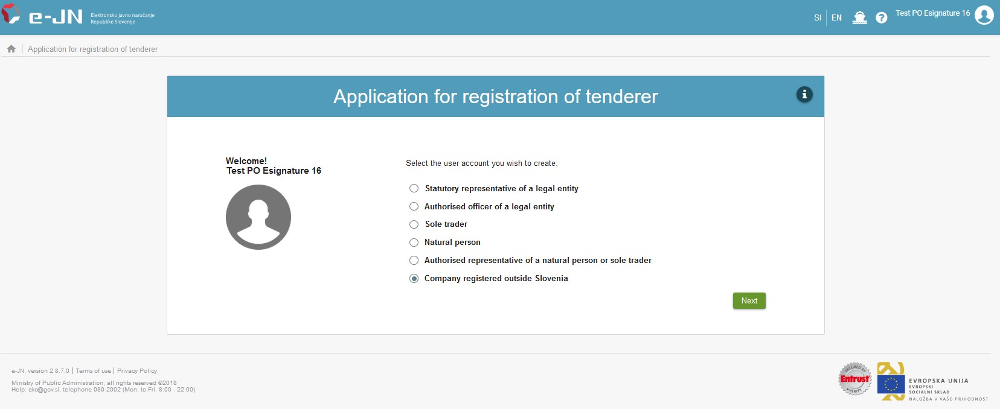 e-JN
Elektronsko javno naročanje
Republike Slovenije
SI
EN
?
Test PO Esignature 16
Application for registration of tenderer
Application for registration of tenderer
i
Welcome!
Test PO Esignature 16
Select the user account you wish to create:
Statutory representative of a legal entity
Authorised officer of a legal entity
Sole trader
Natural person
Authorised representative of a natural person or sole trader
Company registered outside Slovenia
Next
e-JN, version 2.8.7.0 | Terms of use | Privacy Policy
Ministry of Public Administration, all rights reserved ©2018
Help: eko@gov.si, telephone 080 2002 (Mon. to Fri. 8:00 - 22:00)
SECURED BY
Entrust
VERIFY
EVROPSKA UNIJA
EVROPSKI
SOCIALNI SKLAD
NALOŽBA V VAŠO PRIHODNOST